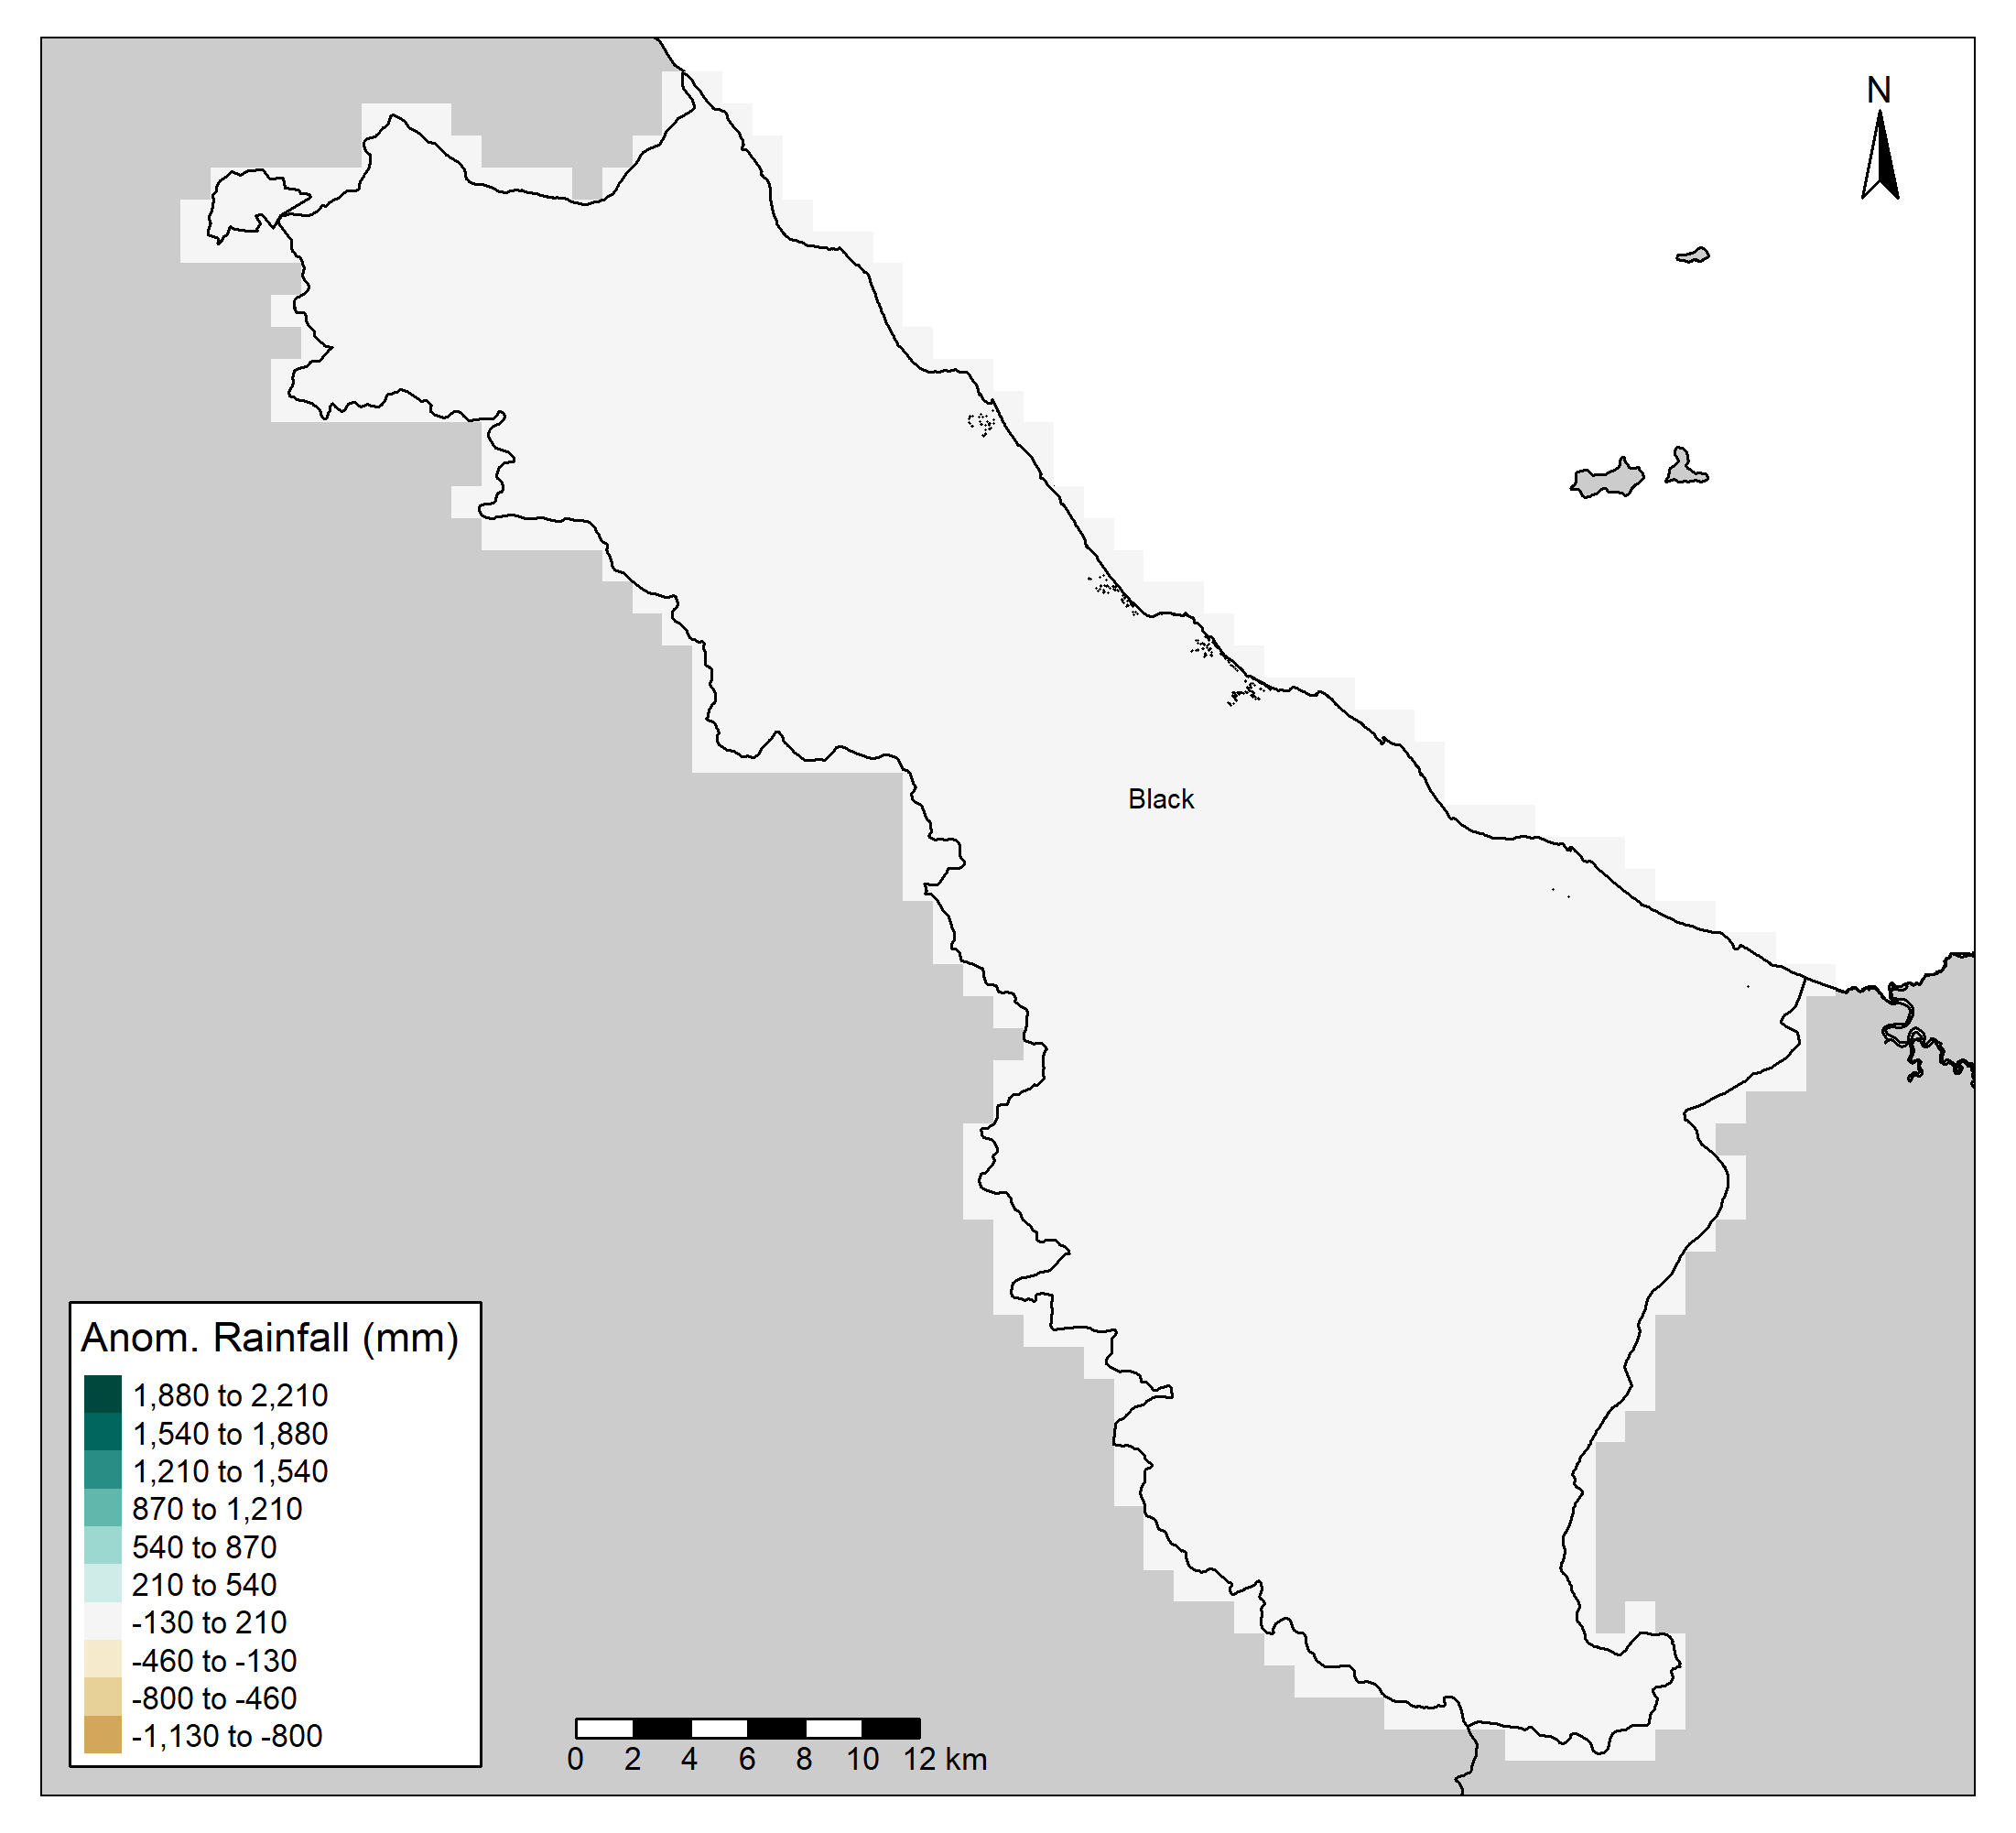 N
Black
Anom. Rainfall (mm)
1,880 to 2,210
1,540 to 1,880
1,210 to 1,540
870 to 1,210
540 to 870
210 to 540
-130 to 210
-460 to -130
-800 to -460
-1,130 to -800
0 2 4 6 8 10 12 km